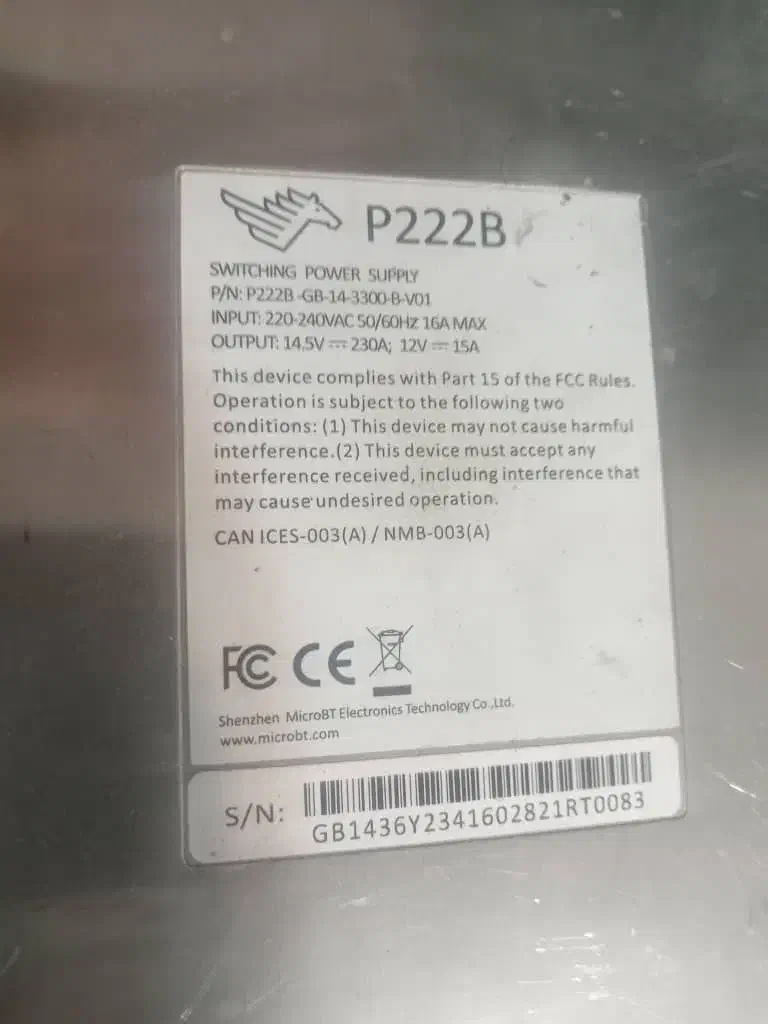 P222B
SWITCHING POWER SUPPLY
P/N: P222B-GB-14-3300-B-V01
INPUT: 220-240VAC 50/60Hz 16A MAX
OUTPUT: 14.5V⎓230A; 12V⎓15A
This device complies with Part 15 of the FCC Rules.
Operation is subject to the following two
conditions: (1) This device may not cause harmful
interference.(2) This device must accept any
interference received, including interference that
may cause undesired operation.
CAN ICES-003(A) / NMB-003(A)
FC CE
Shenzhen MicroBT Electronics Technology Co.,Ltd.
www.microbt.com
S/N:
GB1436Y2341602821RT0083